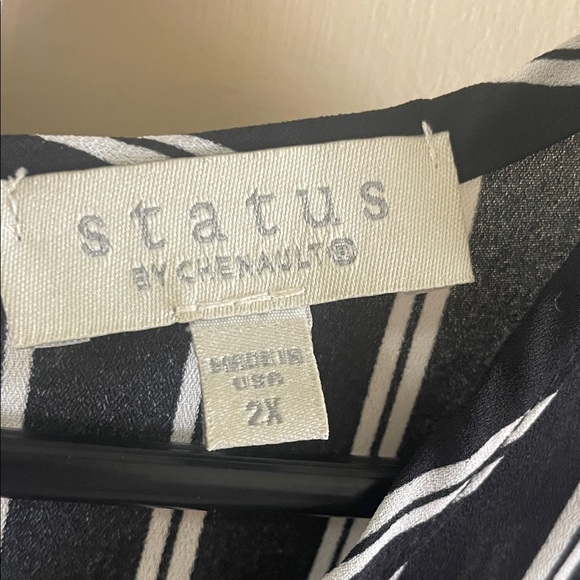 status
BY CHENAULT®
MADE IN
USA
2X